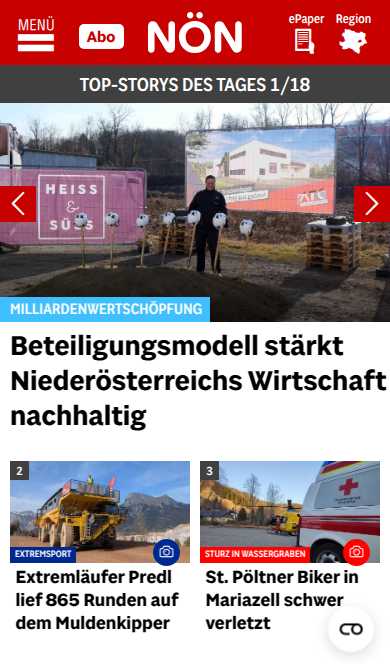 MENÜ
Abo
NÖN
ePaper
Region
TOP-STORYS DES TAGES 1/18
HEISS
&
SÜSS
MILLIARDENWERTSCHÖPFUNG
Beteiligungsmodell stärkt
Niederösterreichs Wirtschaft
nachhaltig
2
EXTREMSPORT
Extremläufer Predl
lief 865 Runden auf
dem Muldenkipper
3
STURZ IN WASSERGRABEN
St. Pöltner Biker in
Mariazell schwer
verletzt